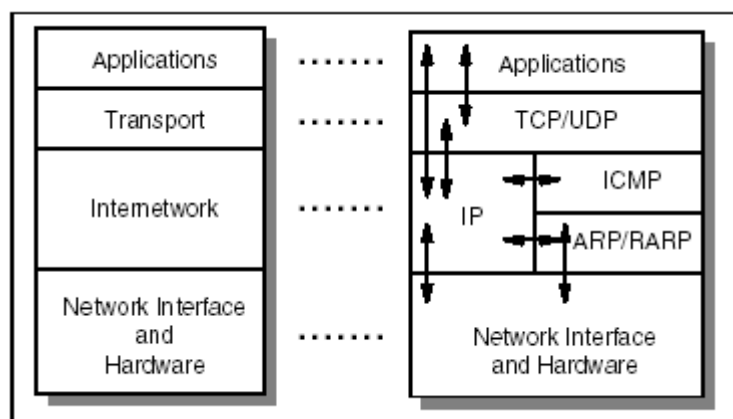 Applications
Transport
Internetwork
Network Interface
and
Hardware
Applications
TCP/UDP
ICMP
IP
ARP/RARP
Network Interface
and Hardware